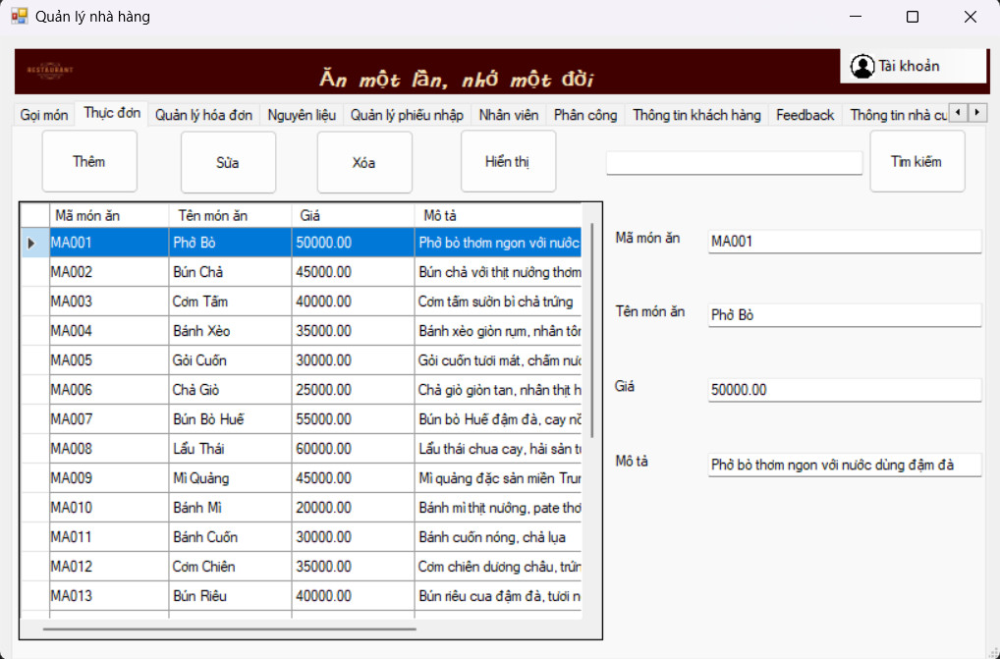 Quản lý nhà hàng
RESTAURANT
Ăn một lần, nhớ một đời
Tài khoản
Gọi món Thực đơn Quản lý hóa đơn Nguyên liệu Quản lý phiếu nhập Nhân viên Phân công Thông tin khách hàng Feedback Thông tin nhà cu
Thêm Sửa Xóa Hiển thị Tìm kiếm
Mã món ăn Tên món ăn Giá Mô tả
MA001 Phở Bò 50000.00 Phở bò thơm ngon với nước
MA002 Bún Chả 45000.00 Bún chả với thịt nướng thơm
MA003 Cơm Tấm 40000.00 Cơm tấm sườn bì chả trứng
MA004 Bánh Xèo 35000.00 Bánh xèo giòn rụm, nhân tôn
MA005 Gỏi Cuốn 30000.00 Gỏi cuốn tươi mát, chấm nước
MA006 Chả Giò 25000.00 Chả giò giòn tan, nhân thịt h
MA007 Bún Bò Huế 55000.00 Bún bò Huế đậm đà, cay nồ
MA008 Lẩu Thái 60000.00 Lẩu thái chua cay, hải sản tư
MA009 Mì Quảng 45000.00 Mì quảng đặc sản miền Trun
MA010 Bánh Mì 20000.00 Bánh mì thịt nướng, pate thơ
MA011 Bánh Cuốn 30000.00 Bánh cuốn nóng, chả lụa
MA012 Cơm Chiên 35000.00 Cơm chiên dương châu, trứn
MA013 Bún Riêu 40000.00 Bún riêu cua đậm đà, tươi n
Mã món ăn MA001
Tên món ăn Phở Bò
Giá 50000.00
Mô tả Phở bò thơm ngon với nước dùng đậm đà